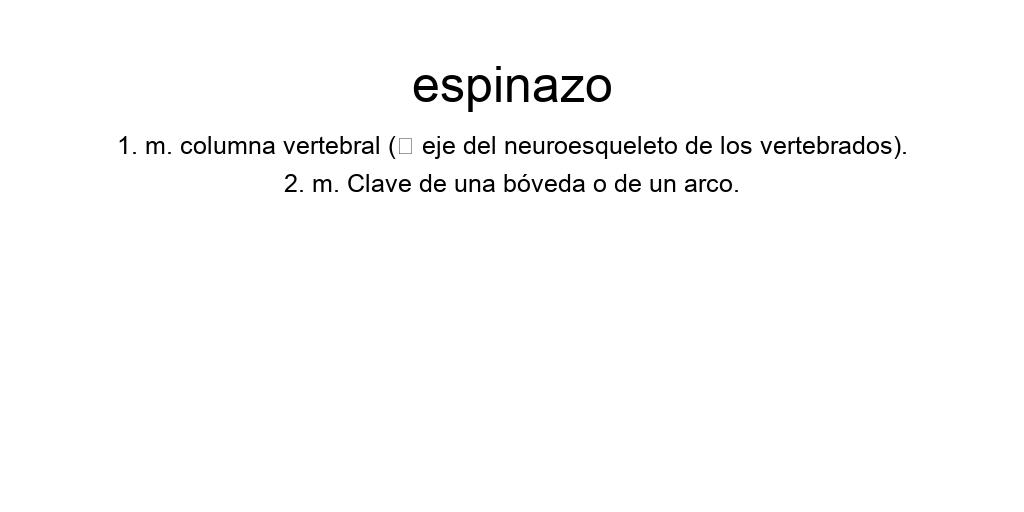 espinazo
1. m. columna vertebral (▯ eje del neuroesqueleto de los vertebrados).
2. m. Clave de una bóveda o de un arco.